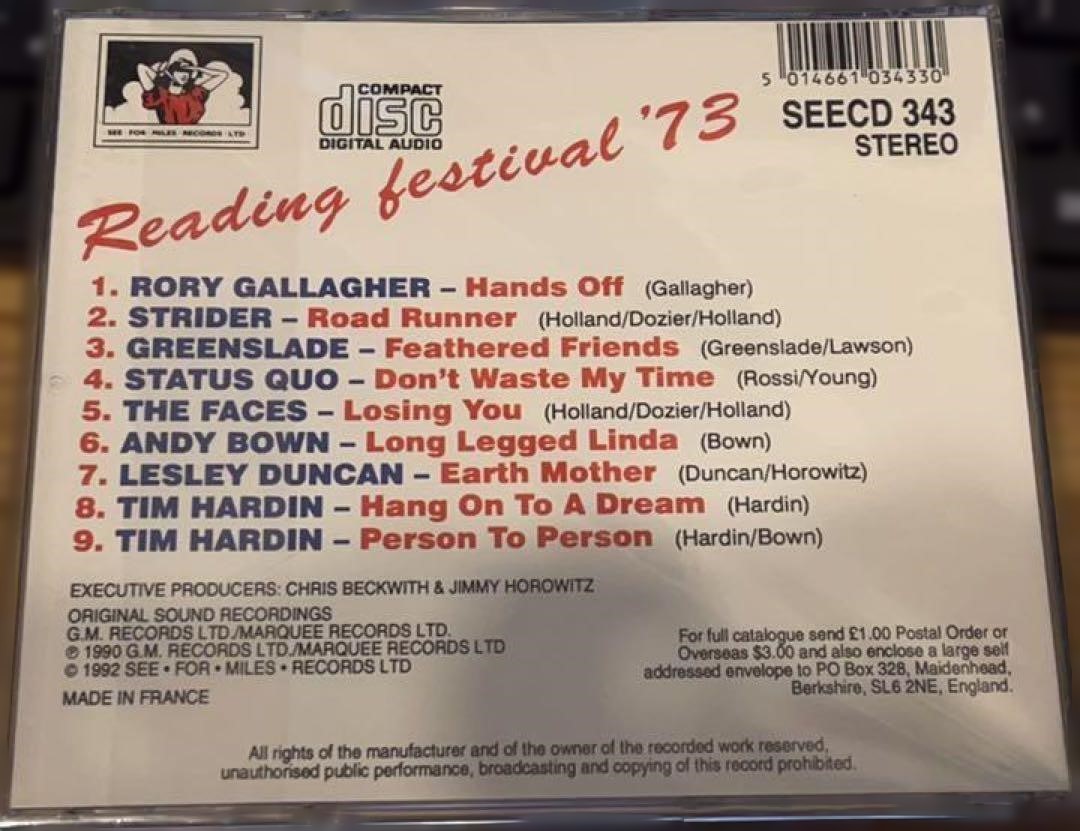 SEE · FOR · MILES · RECORDS · LTD
COMPACT
disc
DIGITAL AUDIO
5 014661 034330
SEECD 343
STEREO
Reading festival '73
1. RORY GALLAGHER – Hands Off (Gallagher)
2. STRIDER – Road Runner (Holland/Dozier/Holland)
3. GREENSLADE – Feathered Friends (Greenslade/Lawson)
4. STATUS QUO – Don't Waste My Time (Rossi/Young)
5. THE FACES – Losing You (Holland/Dozier/Holland)
6. ANDY BOWN – Long Legged Linda (Bown)
7. LESLEY DUNCAN – Earth Mother (Duncan/Horowitz)
8. TIM HARDIN – Hang On To A Dream (Hardin)
9. TIM HARDIN – Person To Person (Hardin/Bown)
EXECUTIVE PRODUCERS: CHRIS BECKWITH & JIMMY HOROWITZ
ORIGINAL SOUND RECORDINGS
G.M. RECORDS LTD./MARQUEE RECORDS LTD.
℗ 1990 G.M. RECORDS LTD./MARQUEE RECORDS LTD
© 1992 SEE • FOR • MILES • RECORDS LTD
MADE IN FRANCE
For full catalogue send £1.00 Postal Order or
Overseas $3.00 and also enclose a large self
addressed envelope to PO Box 328, Maidenhead,
Berkshire, SL6 2NE, England.
All rights of the manufacturer and of the owner of the recorded work reserved,
unauthorised public performance, broadcasting and copying of this record prohibited.